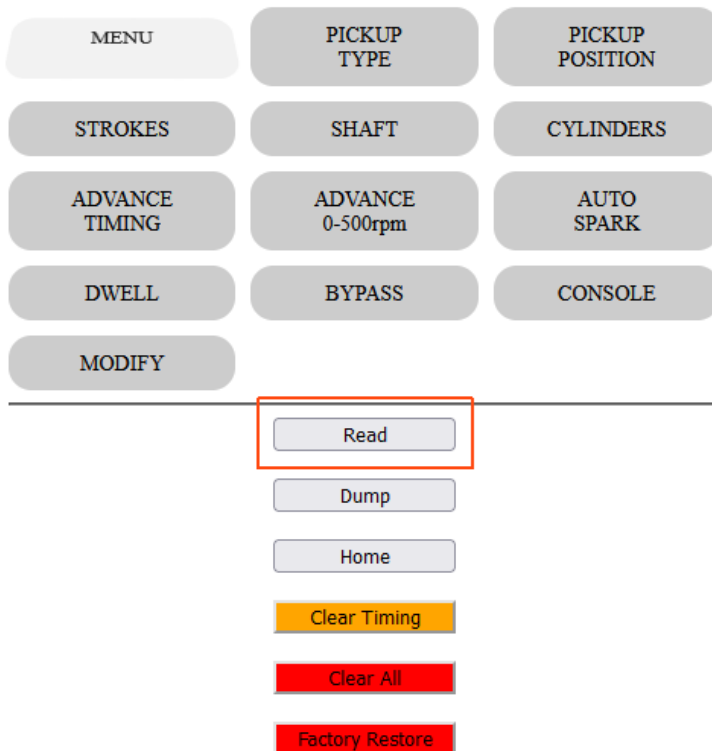 MENU
PICKUP
TYPE
PICKUP
POSITION
STROKES
SHAFT
CYLINDERS
ADVANCE
TIMING
ADVANCE
0-500rpm
AUTO
SPARK
DWELL
BYPASS
CONSOLE
MODIFY
Read
Dump
Home
Clear Timing
Clear All
Factory Restore